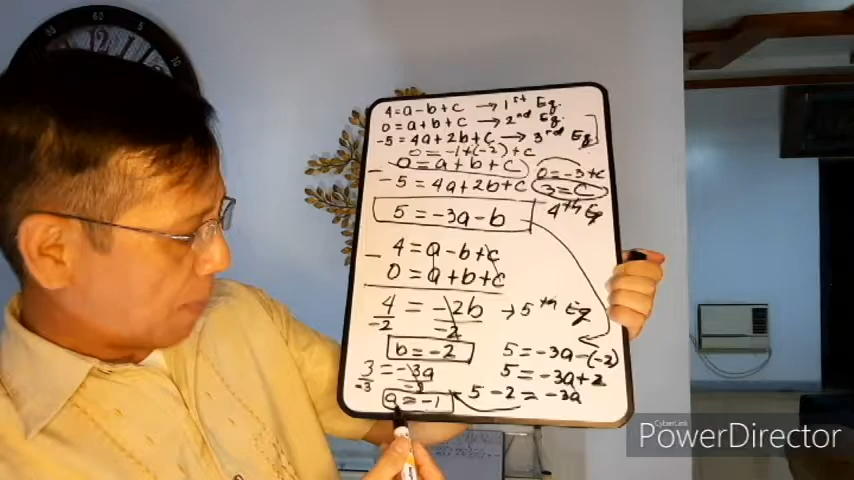 4 = a - b + c → 1st Eq.
0 = a + b + c → 2nd Eq.
-5 = 4a + 2b + c → 3rd Eq
0 = -1 + (-2) + c
- 0 = a + b + c
0 = -3 + c
-5 = 4a + 2b + c
3 = C
5 = -3a - b
4th Eq
- 4 = a - b + c
0 = a + b + c
4 = -2b → 5th Eq
-2 -2
b = -2
5 = -3a - (-2)
3 = -3a
5 = -3a + 2
-3 -3
5 - 2 = -3a
a = -1
CyberLink
PowerDirector